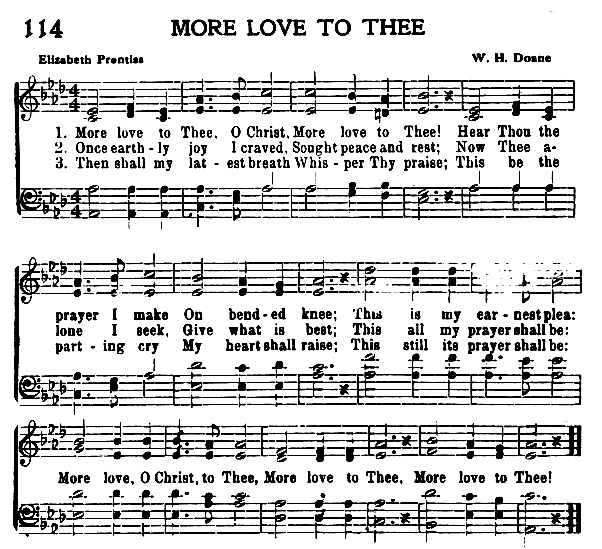 114 MORE LOVE TO THEE
Elizabeth Prentiss W. H. Doane
1. More love to Thee, O Christ, More love to Thee! Hear Thou the
2. Once earth-ly joy I craved, Sought peace and rest; Now Thee a-
3. Then shall my lat-est breath Whis-per Thy praise; This be the
prayer I make On bend-ed knee; This is my ear-nest plea:
lone I seek, Give what is best; This all my prayer shall be:
part-ing cry My heart shall raise; This still its prayer shall be:
More love, O Christ, to Thee, More love to Thee, More love to Thee!